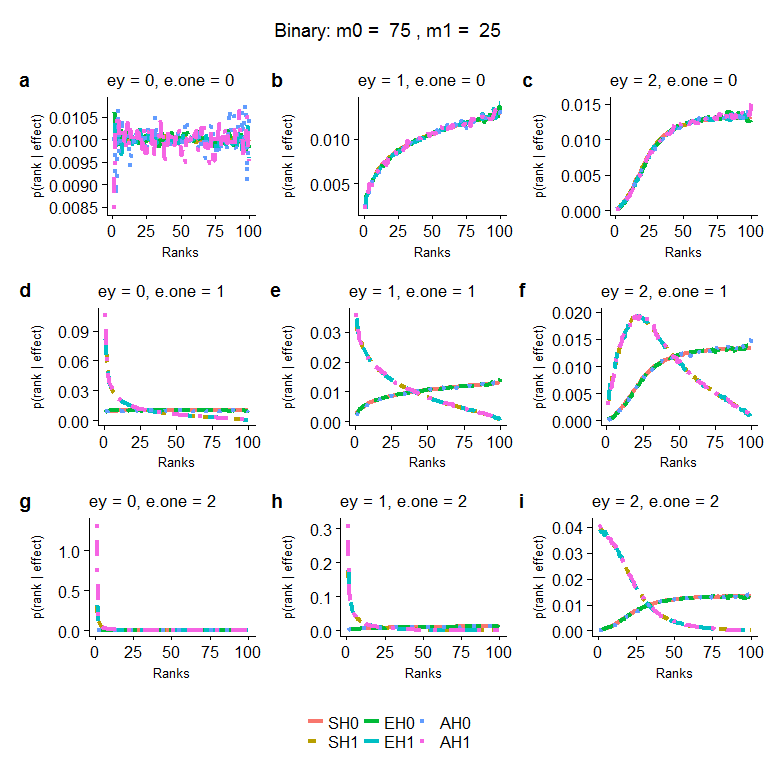 Binary: m0 = 75 , m1 = 25
a ey = 0, e.one = 0
b ey = 1, e.one = 0
c ey = 2, e.one = 0
p(rank | effect)
0.0105
0.0100
0.0095
0.0090
0.0085
0 25 50 75 100
Ranks
p(rank | effect)
0.010
0.005
0 25 50 75 100
Ranks
p(rank | effect)
0.015
0.010
0.005
0.000
0 25 50 75 100
Ranks
d ey = 0, e.one = 1
e ey = 1, e.one = 1
f ey = 2, e.one = 1
p(rank | effect)
0.09
0.06
0.03
0.00
0 25 50 75 100
Ranks
p(rank | effect)
0.03
0.02
0.01
0.00
0 25 50 75 100
Ranks
p(rank | effect)
0.020
0.015
0.010
0.005
0.000
0 25 50 75 100
Ranks
g ey = 0, e.one = 2
h ey = 1, e.one = 2
i ey = 2, e.one = 2
p(rank | effect)
1.0
0.5
0.0
0 25 50 75 100
Ranks
p(rank | effect)
0.3
0.2
0.1
0.0
0 25 50 75 100
Ranks
p(rank | effect)
0.04
0.03
0.02
0.01
0.00
0 25 50 75 100
Ranks
SH0 EH0 AH0
SH1 EH1 AH1